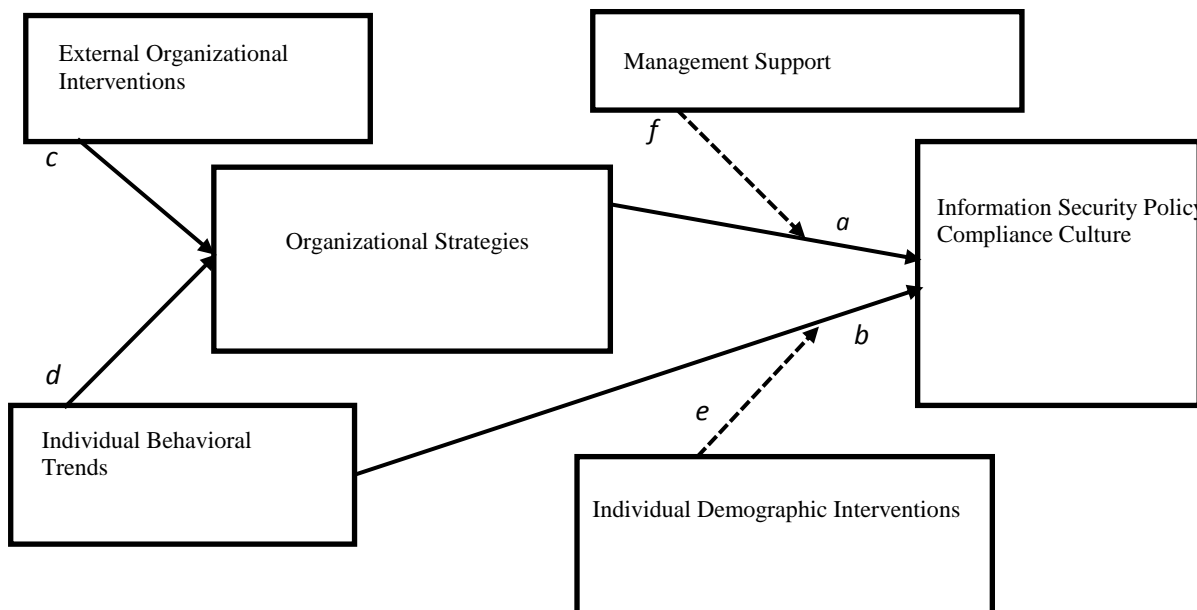 External Organizational
Interventions
Management Support
c
f
Organizational Strategies
a
Information Security Policy
Compliance Culture
b
d
e
Individual Behavioral
Trends
Individual Demographic Interventions